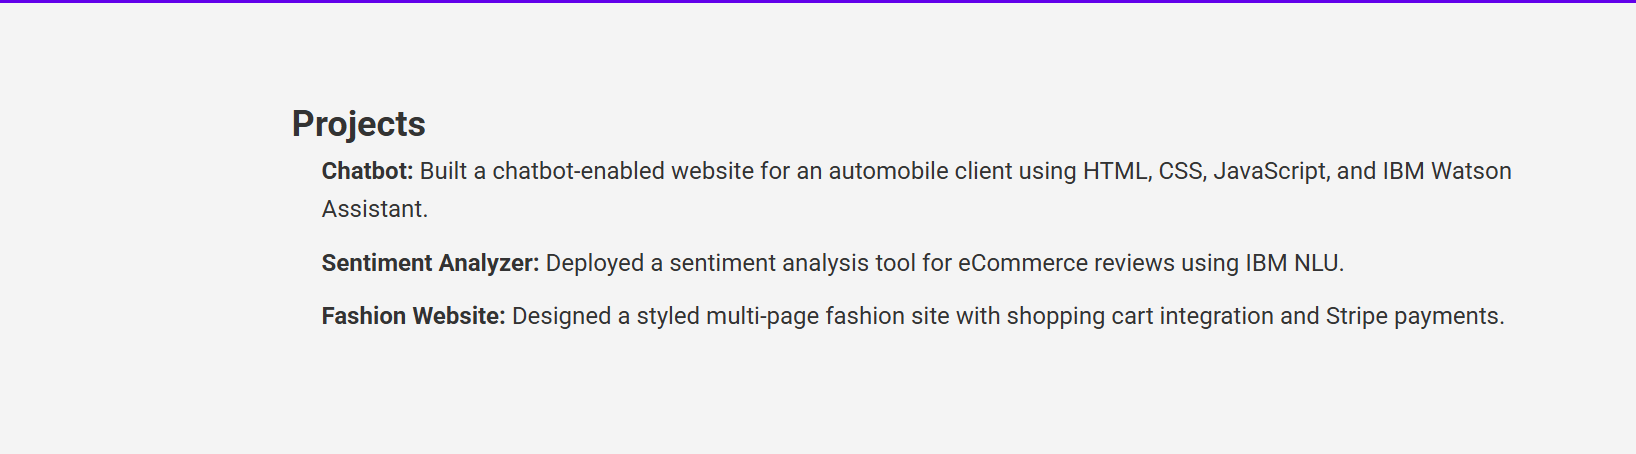 Projects
Chatbot: Built a chatbot-enabled website for an automobile client using HTML, CSS, JavaScript, and IBM Watson
Assistant.
Sentiment Analyzer: Deployed a sentiment analysis tool for eCommerce reviews using IBM NLU.
Fashion Website: Designed a styled multi-page fashion site with shopping cart integration and Stripe payments.